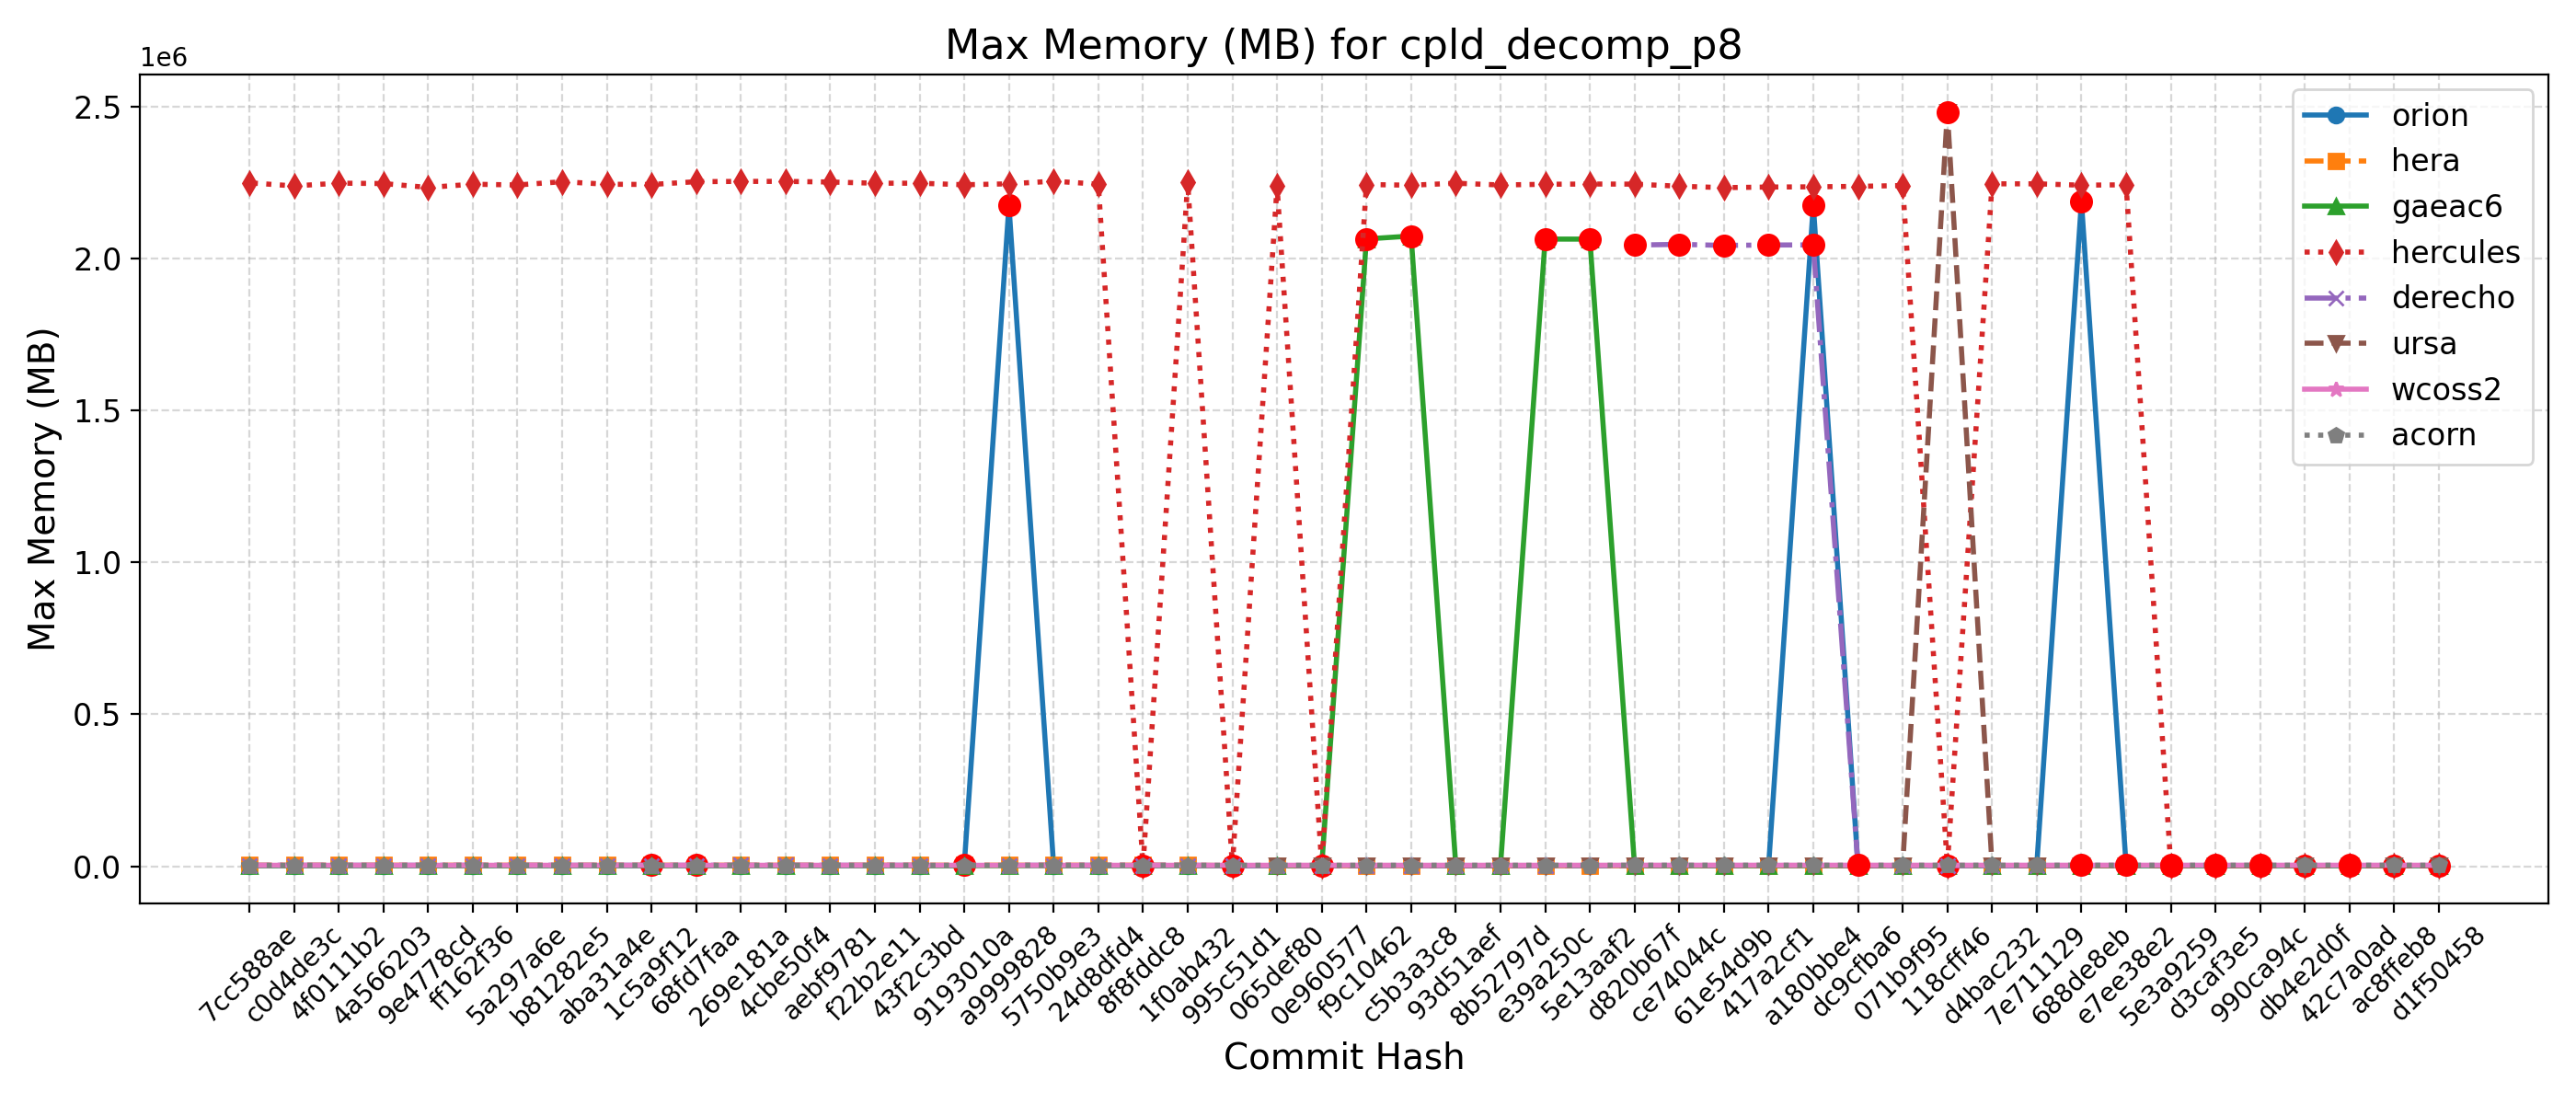 Max Memory (MB) for cpld_decomp_p8
1e6
2.5
2.0
1.5
1.0
0.5
0.0
Max Memory (MB)
orion
hera
gaeac6
hercules
derecho
ursa
wcoss2
acorn
7cc588ae
c0d4de3c
4f0111b2
4a566203
9e4778cd
ff162f36
5a297a6e
b81282e5
aba31a4e
1c5a9f12
68fd7faa
269e181a
4cbe50f4
aebf9781
f22b2e11
43f2c3bd
9193010a
a9999828
5750b9e3
24d8dfd4
8f8fddc8
1f0ab432
995c51d1
065def80
0e960577
f9c10462
c5b3a3c8
93d51aef
8b52797d
e39a250c
5e13aaf2
d820b67f
ce74044c
61e54d9b
417a2cf1
a180bbe4
dc9cfba6
071b9f95
118cff46
d4bac232
7e711129
688de8eb
e7ee38e2
5e3a9259
d3caf3e5
990ca94c
db4e2d0f
42c7a0ad
ac8ffeb8
d1f50458
Commit Hash